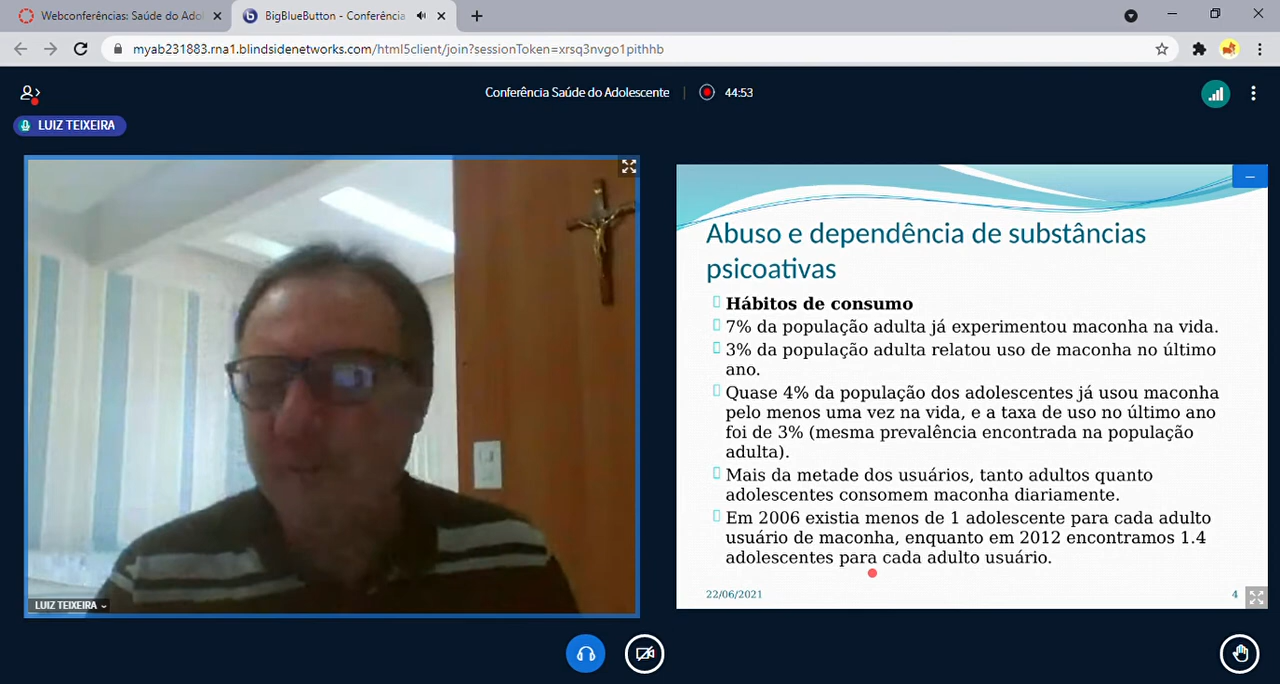 Webconferências: Saúde do Ado
BigBlueButton - Conferência
myab231883.rna1.blindsidenetworks.com/html5client/join?sessionToken=xrsq3nvgo1pithhb
Conferência Saúde do Adolescente
44:53
LUIZ TEIXEIRA
Abuso e dependência de substâncias
psicoativas
Hábitos de consumo
7% da população adulta já experimentou maconha na vida.
3% da população adulta relatou uso de maconha no último
ano.
Quase 4% da população dos adolescentes já usou maconha
pelo menos uma vez na vida, e a taxa de uso no último ano
foi de 3% (mesma prevalência encontrada na população
adulta).
Mais da metade dos usuários, tanto adultos quanto
adolescentes consomem maconha diariamente.
Em 2006 existia menos de 1 adolescente para cada adulto
usuário de maconha, enquanto em 2012 encontramos 1.4
adolescentes para cada adulto usuário.
22/06/2021
4
LUIZ TEIXEIRA